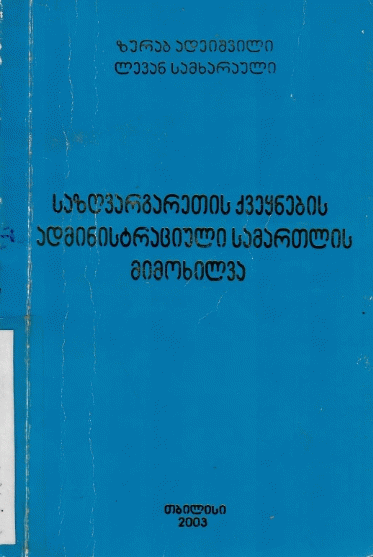 ზურაბ ადეიშვილი
ლევან სამხარაული
საზღვარგარეთის ქვეყნების
ადმინისტრაციული სამართლის
მიმოხილვა
თბილისი
2003